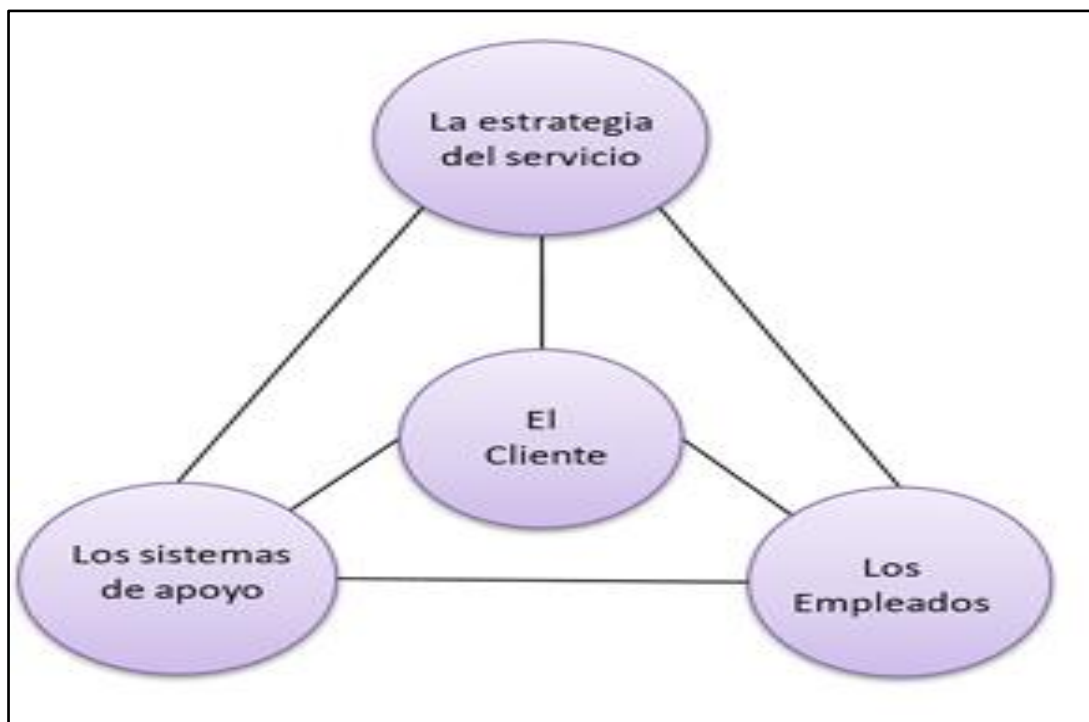 La estrategia
del servicio
El
Cliente
Los sistemas
de apoyo
Los
Empleados